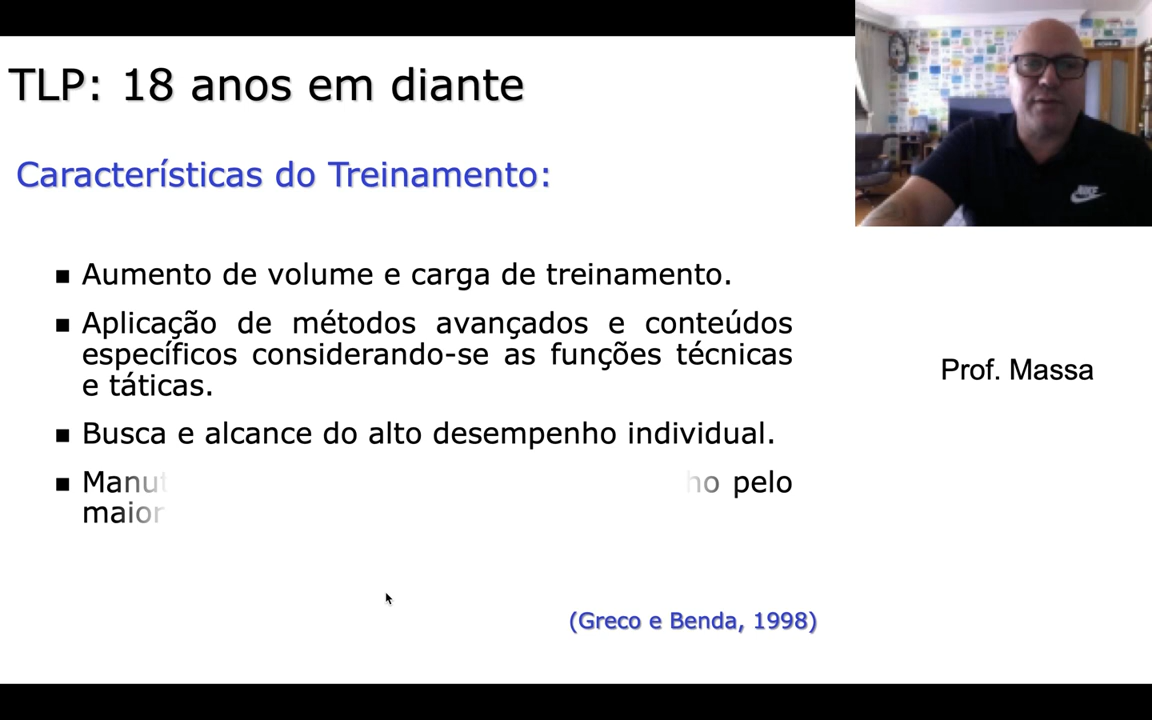 TLP: 18 anos em diante
Características do Treinamento:
▪ Aumento de volume e carga de treinamento.
▪ Aplicação de métodos avançados e conteúdos
específicos considerando-se as funções técnicas
e táticas.
▪ Busca e alcance do alto desempenho individual.
▪ pelo
maior
(Greco e Benda, 1998)
Prof. Massa
NIKE